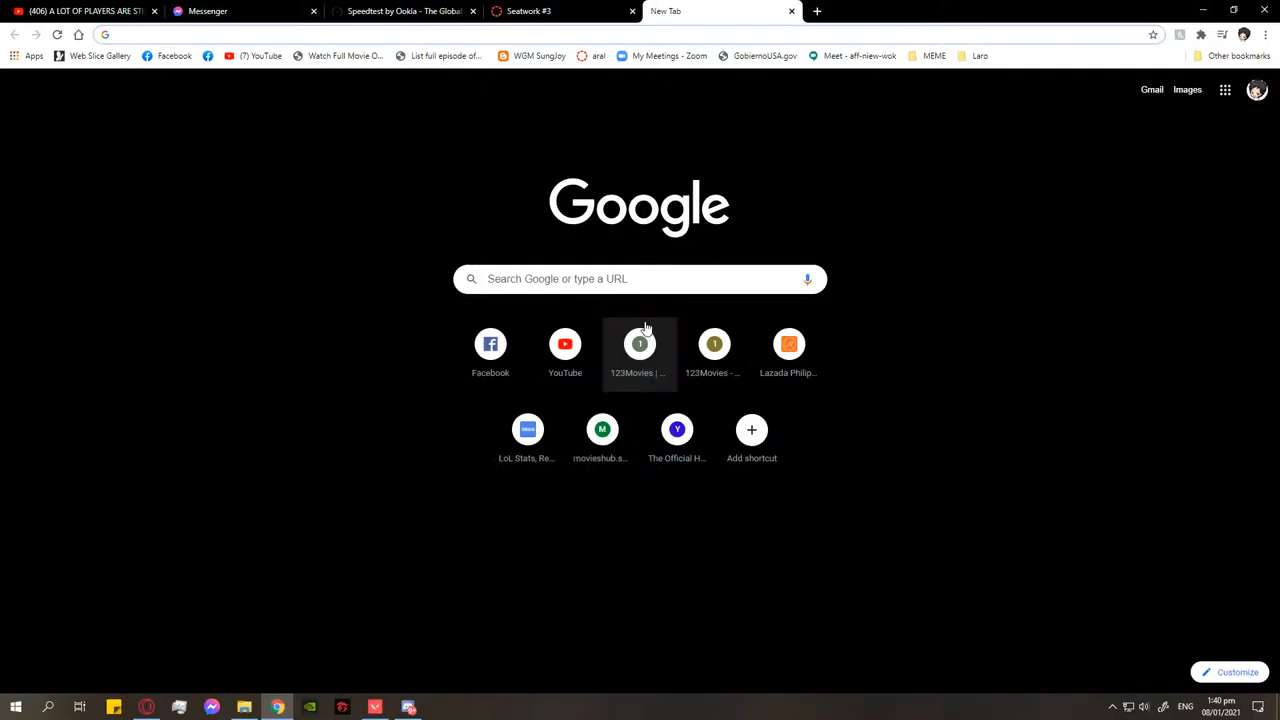 (406) A LOT OF PLAYERS ARE STI
Messenger
Speedtest by Ookla - The Global
Seatwork #3
New Tab
Apps
Web Slice Gallery
Facebook
(7) YouTube
Watch Full Movie O...
List full episode of...
WGM SungJoy
aral
My Meetings - Zoom
GobiernoUSA.gov
Meet - aff-niew-wok
MEME
Laro
Other bookmarks
Gmail
Images
Google
Search Google or type a URL
1
1
Facebook
YouTube
123Movies | ...
123Movies - ...
Lazada Philip...
M
Y
LoL Stats, Re...
movieshub.s...
The Official H...
Add shortcut
Customize
ENG
1:40 pm
08/01/2021